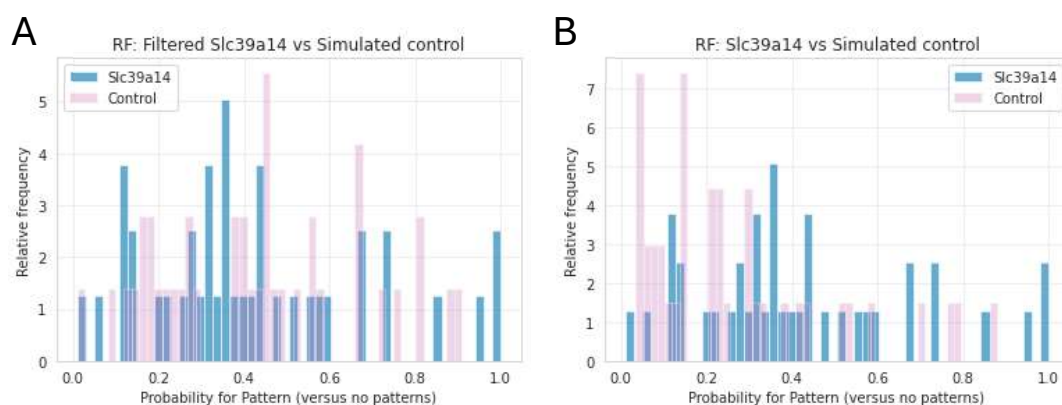 A
RF: Filtered Slc39a14 vs Simulated control
Slc39a14
Control
Relative frequency
5
4
3
2
1
0
0.0 0.2 0.4 0.6 0.8 1.0
Probability for Pattern (versus no patterns)
B
RF: Slc39a14 vs Simulated control
Slc39a14
Control
Relative frequency
7
6
5
4
3
2
1
0
0.0 0.2 0.4 0.6 0.8 1.0
Probability for Pattern (versus no patterns)